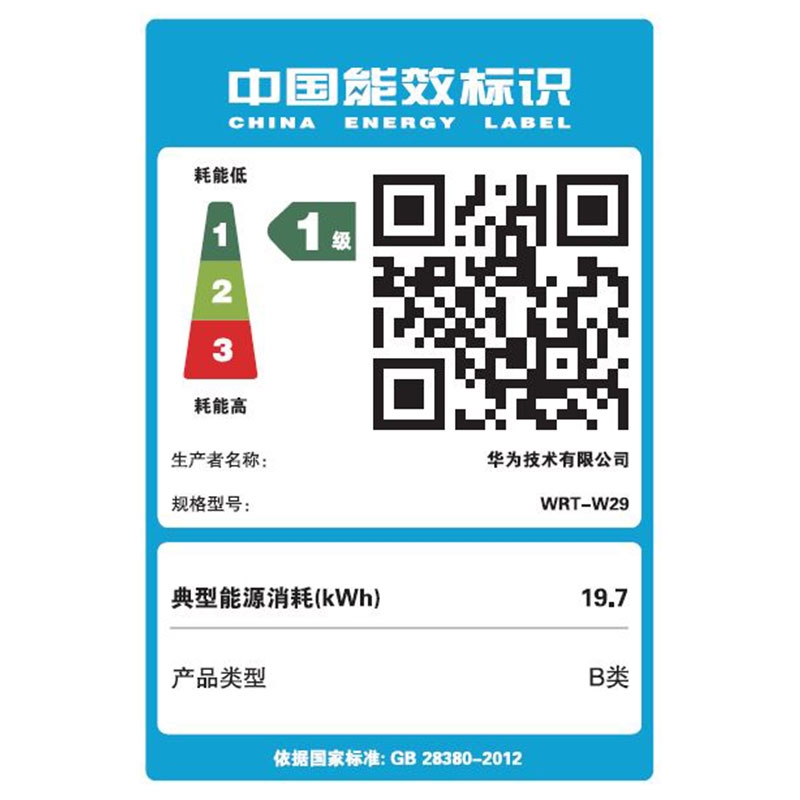 中国能效标识
CHINA ENERGY LABEL
耗能低
1
1级
2
3
耗能高
生产者名称: 华为技术有限公司
规格型号: WRT-W29
典型能源消耗(kWh) 19.7
产品类型 B类
依据国家标准: GB 28380-2012